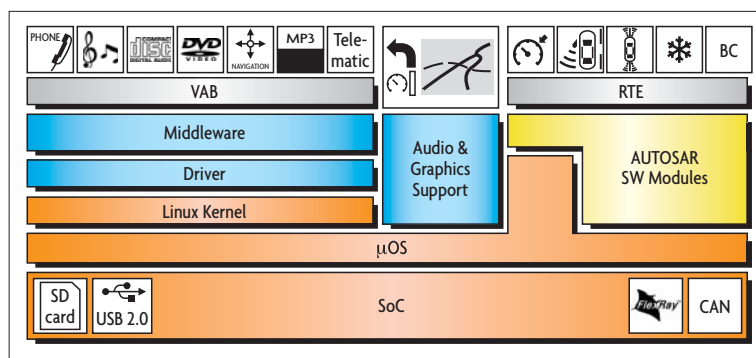 PHONE
COMPACT
disc
DIGITAL AUDIO
DVD
VIDEO
NAVIGATION
MP3
Tele-
matic
BC
VAB
RTE
Middleware
Driver
Linux Kernel
Audio &
Graphics
Support
AUTOSAR
SW Modules
µOS
SD
card
USB 2.0
SoC
FlexRay
CAN